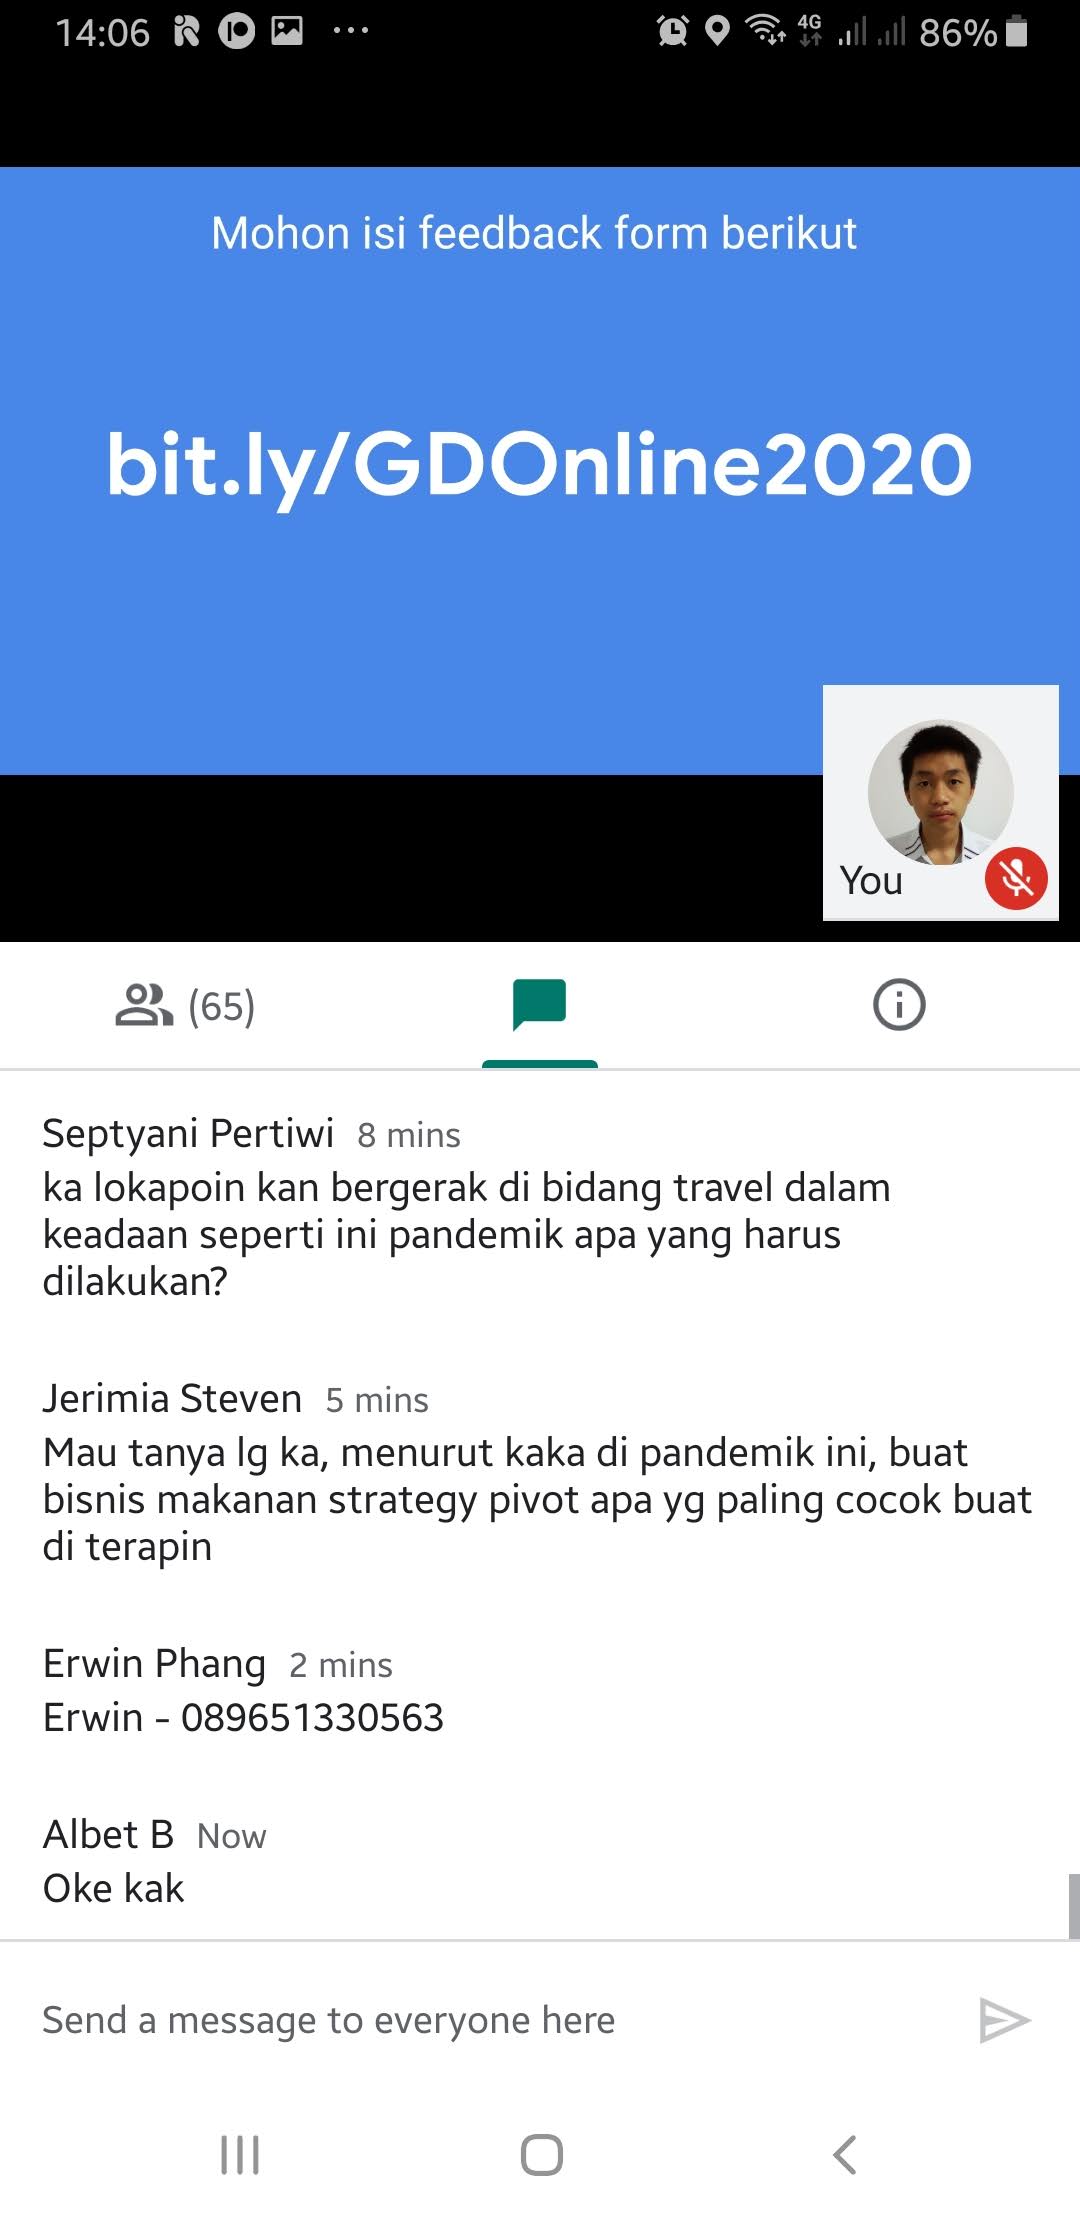 14:06
4G
86%
Mohon isi feedback form berikut
bit.ly/GDOnline2020
You
(65)
Septyani Pertiwi 8 mins
ka lokapoin kan bergerak di bidang travel dalam
keadaan seperti ini pandemik apa yang harus
dilakukan?
Jerimia Steven 5 mins
Mau tanya lg ka, menurut kaka di pandemik ini, buat
bisnis makanan strategy pivot apa yg paling cocok buat
di terapin
Erwin Phang 2 mins
Erwin - 089651330563
Albet B Now
Oke kak
Send a message to everyone here